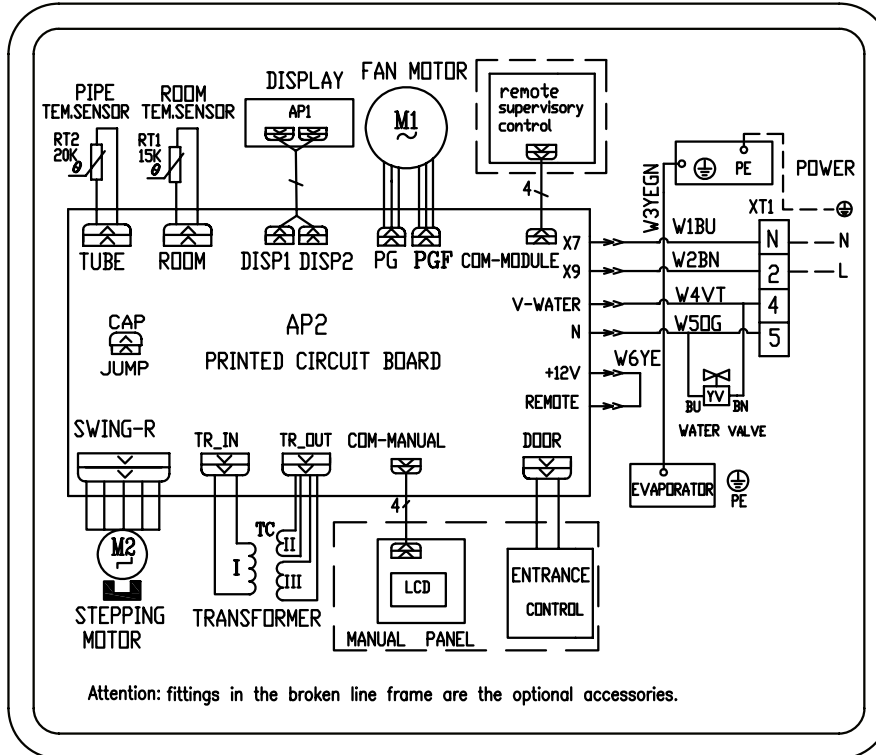 PIPE
TEM.SENSOR
ROOM
TEM.SENSOR
DISPLAY
FAN MOTOR
RT2
20K
θ
RT1
15K
θ
AP1
M1
~
remote
supervisory
control
4
W3YEGN
PE
POWER
XT1
TUBE
ROOM
DISP1
DISP2
PG
PGF
COM-MODULE
X7
W1BU
N
N
X9
W2BN
2
L
V-WATER
W4VT
4
N
W5OG
5
+12V
W6YE
REMOTE
BU
YV
BN
WATER VALVE
CAP
JUMP
AP2
PRINTED CIRCUIT BOARD
SWING-R
TR_IN
TR_OUT
COM-MANUAL
DOOR
EVAPORATOR
PE
4
M2
TC
I
II
III
LCD
ENTRANCE
CONTROL
STEPPING
MOTOR
TRANSFORMER
MANUAL PANEL
Attention: fittings in the broken line frame are the optional accessories.